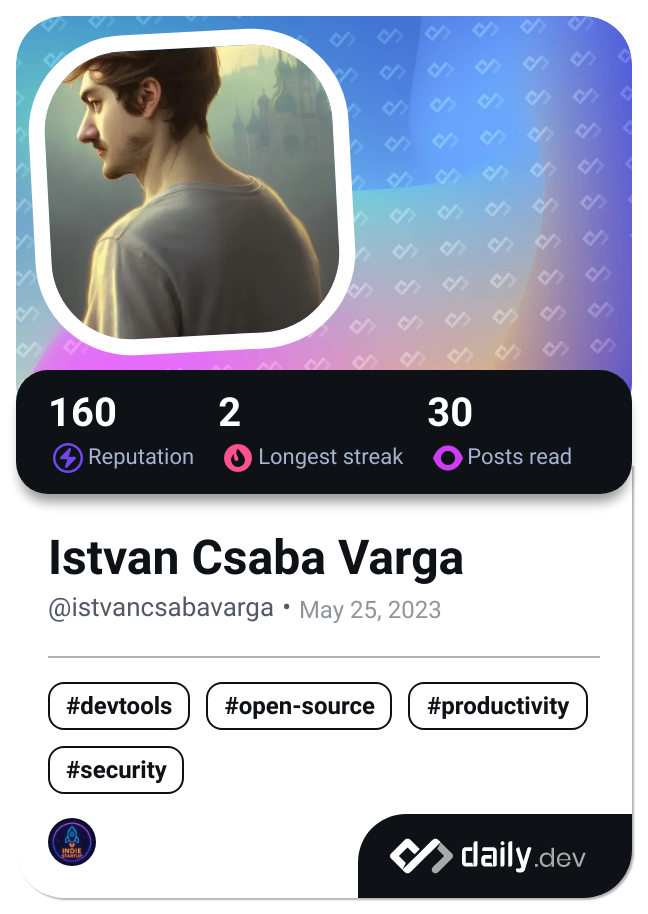 160 2 30
Reputation Longest streak Posts read
Istvan Csaba Varga
@istvancsabavarga • May 25, 2023
#devtools #open-source #productivity
#security
INDIE
STARTUP
daily.dev